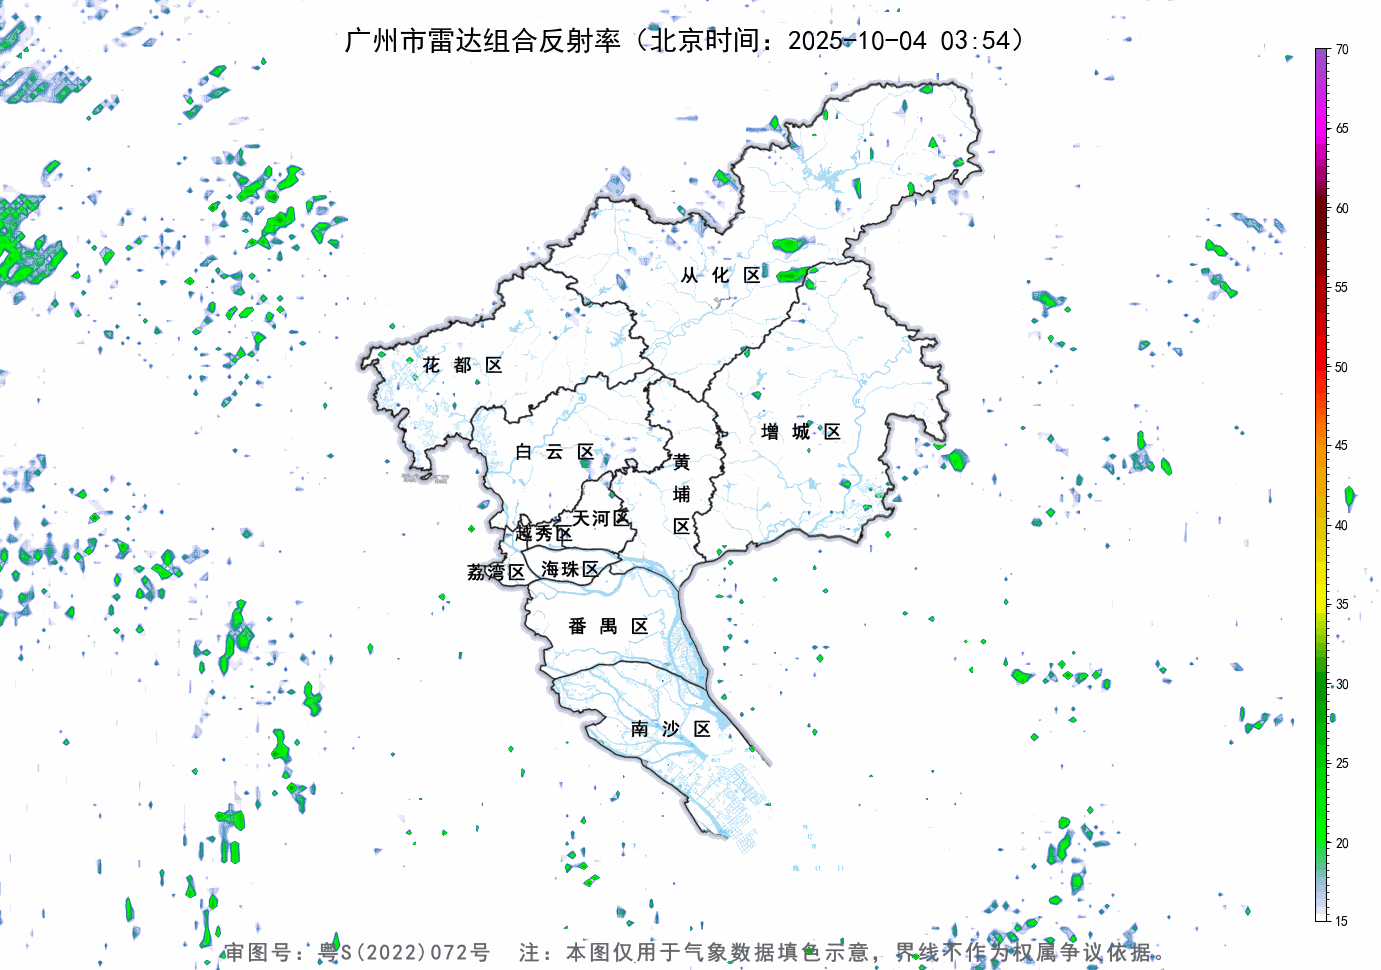 广州市雷达组合反射率（北京时间：2025-10-04 03:54）
70
65
60
55
50
45
40
35
30
25
20
15
从化区
花都区
增城区
白云区
黄埔区
天河区
越秀区
海珠区
荔湾区
番禺区
南沙区
审图号：粤S(2022)072号 注：本图仅用于气象数据填色示意，界线不作为权属争议依据。